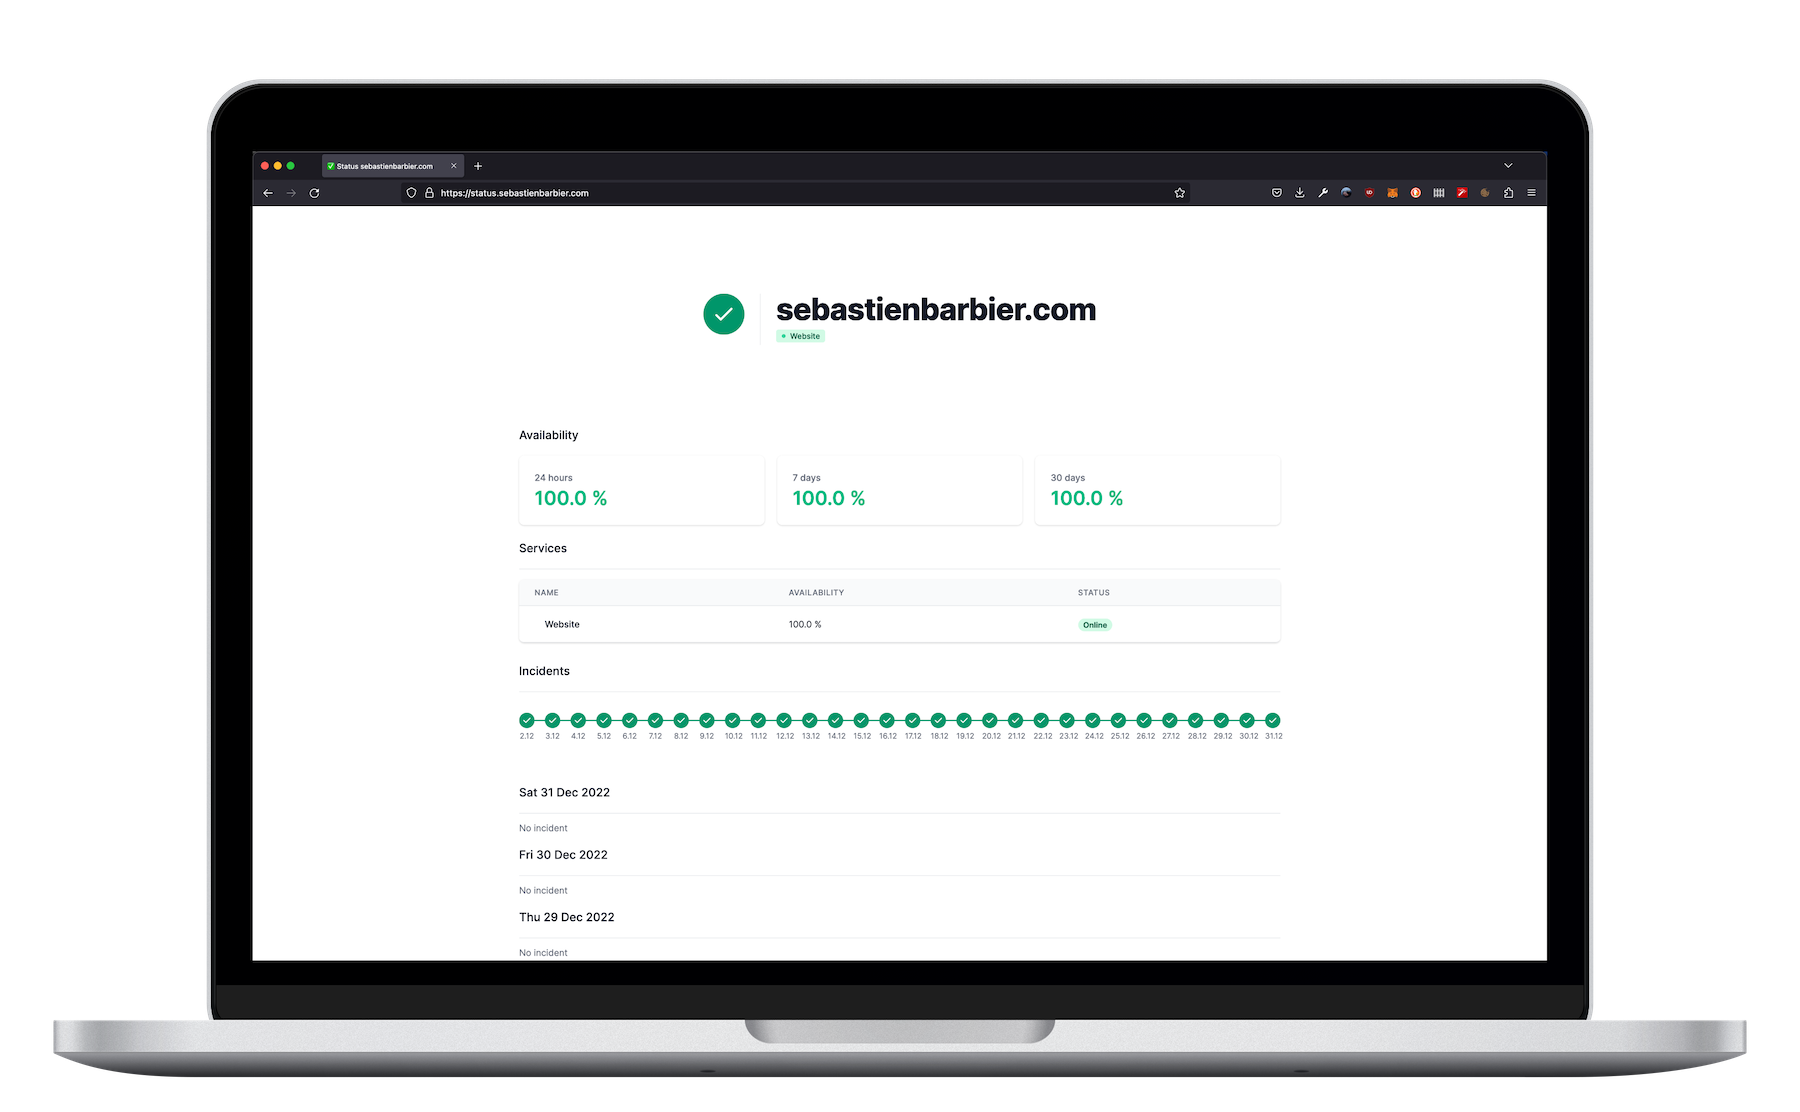 Status sebastienbarbier.com
https://status.sebastienbarbier.com
sebastienbarbier.com
Website
Availability
24 hours 7 days 30 days
100.0 % 100.0 % 100.0 %
Services
NAME AVAILABILITY STATUS
Website 100.0 % Online
Incidents
2.12 3.12 4.12 5.12 6.12 7.12 8.12 9.12 10.12 11.12 12.12 13.12 14.12 15.12 16.12 17.12 18.12 19.12 20.12 21.12 22.12 23.12 24.12 25.12 26.12 27.12 28.12 29.12 30.12 31.12
Sat 31 Dec 2022
No incident
Fri 30 Dec 2022
No incident
Thu 29 Dec 2022
No incident